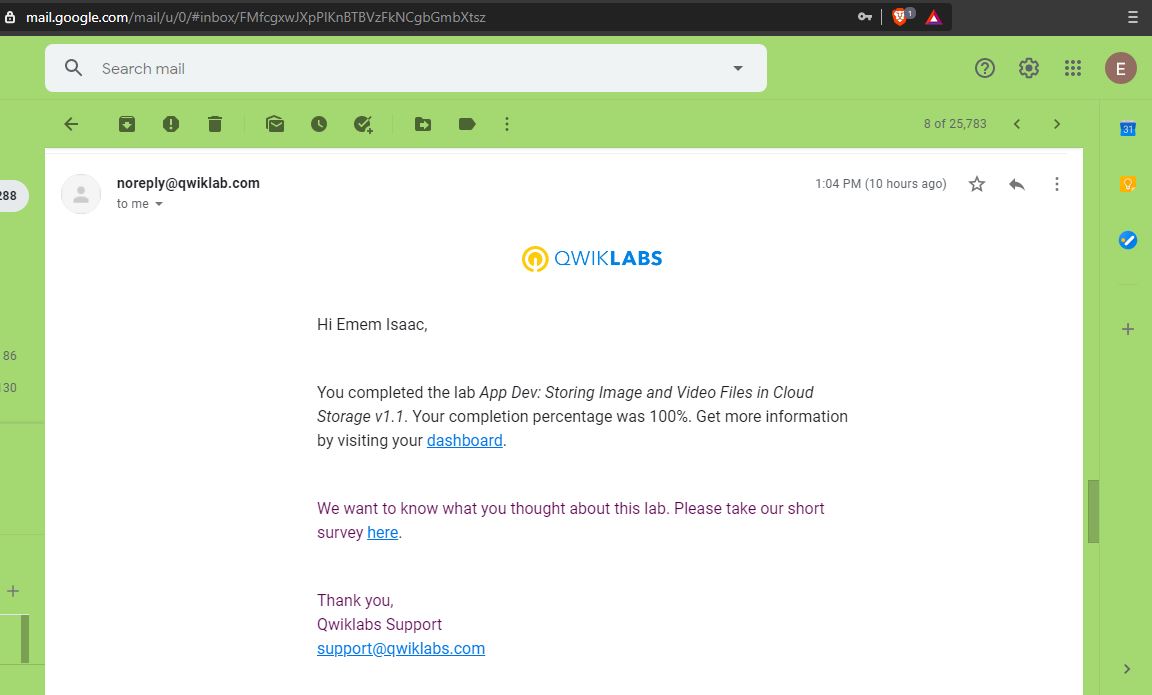 mail.google.com/mail/u/0/#inbox/FMfcgxwJXpPlKnBTBVzFkNCgbGmbXtsz
1
Search mail
E
8 of 25,783
31
288
noreply@qwiklab.com
1:04 PM (10 hours ago)
to me
QWIKLABS
Hi Emem Isaac,
86
130
You completed the lab App Dev: Storing Image and Video Files in Cloud
Storage v1.1. Your completion percentage was 100%. Get more information
by visiting your dashboard.
We want to know what you thought about this lab. Please take our short
survey here.
Thank you,
Qwiklabs Support
support@qwiklabs.com